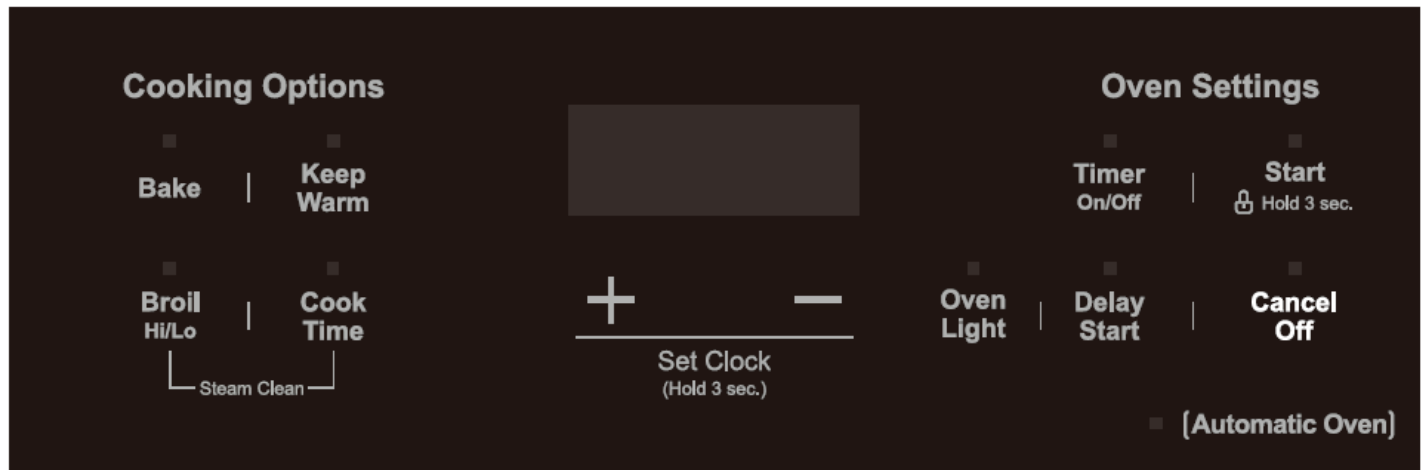 Cooking Options
Bake
Keep
Warm
Broil
Hi/Lo
Cook
Time
Steam Clean
+ −
Set Clock
(Hold 3 sec.)
Oven Settings
Timer
On/Off
Start
Hold 3 sec.
Oven
Light
Delay
Start
Cancel
Off
(Automatic Oven)